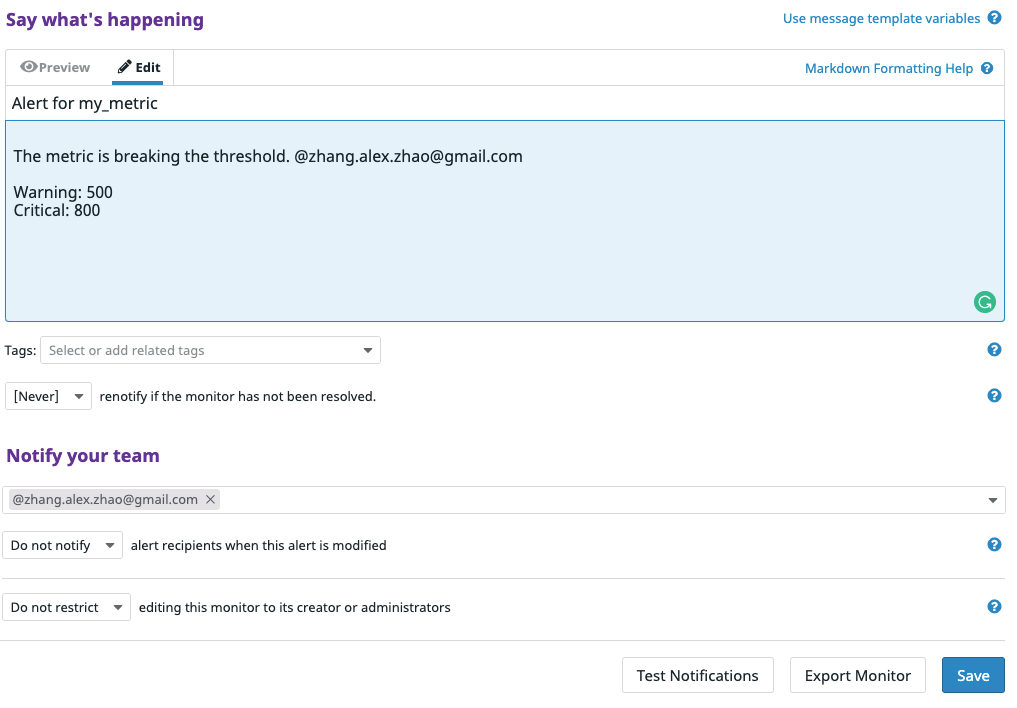 Say what's happening
Use message template variables
Preview
Edit
Markdown Formatting Help
Alert for my_metric
The metric is breaking the threshold. @zhang.alex.zhao@gmail.com
Warning: 500
Critical: 800
Tags: Select or add related tags
[Never] renotify if the monitor has not been resolved.
Notify your team
@zhang.alex.zhao@gmail.com
Do not notify alert recipients when this alert is modified
Do not restrict editing this monitor to its creator or administrators
Test Notifications
Export Monitor
Save